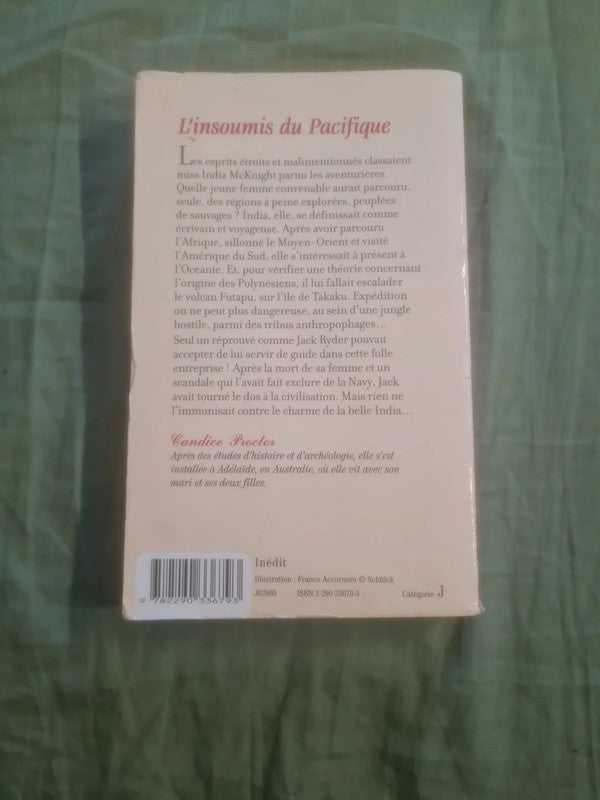 L'insoumis du Pacifique
Les esprits étroits et malintentionnés classaient
miss India McKnight parmi les aventurières.
Quelle jeune femme convenable aurait parcouru,
seule, des régions à peine explorées, peuplées
de sauvages ? India, elle, se définissait comme
écrivain et voyageuse. Après avoir parcouru
l'Afrique, sillonné le Moyen-Orient et visité
l'Amérique du Sud, elle s'intéressait à présent à
l'Océanie. Et, pour vérifier une théorie concernant
l'origine des Polynésiens, il lui fallait escalader
le volcan Futapu, sur l'île de Takaku. Expédition
on ne peut plus dangereuse, au sein d'une jungle
hostile, parmi des tribus anthropophages...
Seul un réprouvé comme Jack Ryder pouvait
accepter de lui servir de guide dans cette folle
entreprise ! Après la mort de sa femme et un
scandale qui l'avait fait exclure de la Navy, Jack
avait tourné le dos à la civilisation. Mais rien ne
l'immunisait contre le charme de la belle India...
Candice Proctor
Après des études d'histoire et d'archéologie, elle s'est
installée à Adélaïde, en Australie, où elle vit avec son
mari et ses deux filles.
Inédit
Illustration : Franco Accornero © Schlück
J02869 ISBN 2-290-33679-3 Catégorie J
9 782290 336793